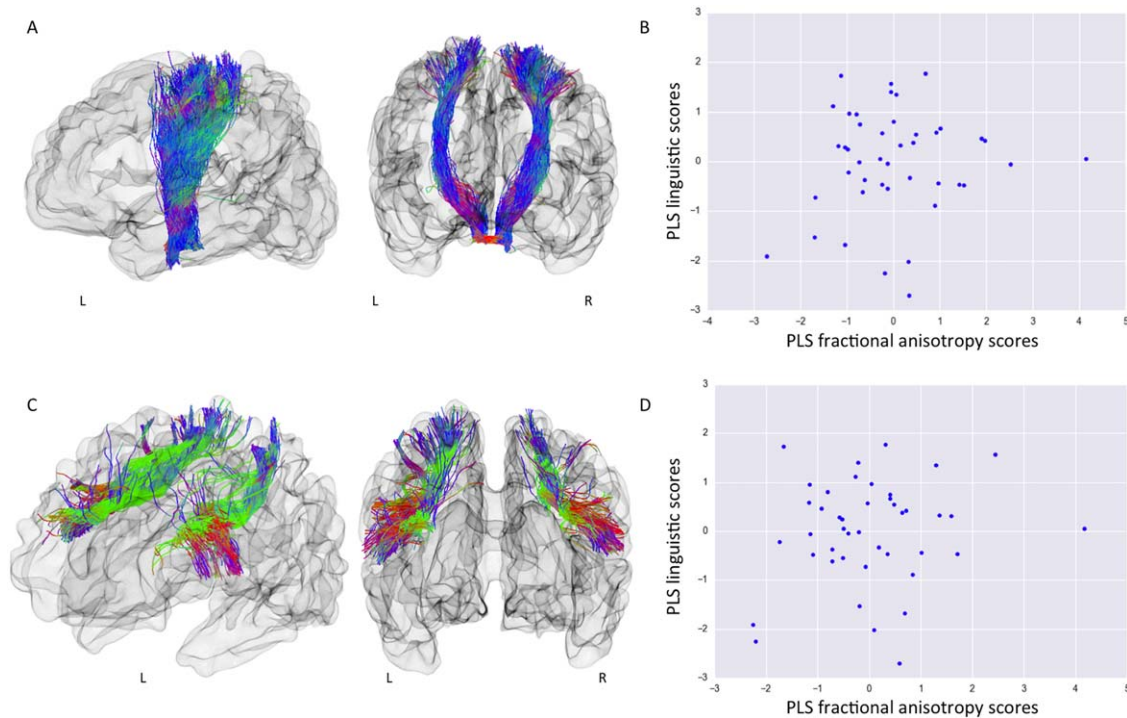 A
L
L
R
B
3
2
1
0
−1
−2
−3
PLS linguistic scores
−4 −3 −2 −1 0 1 2 3 4 5
PLS fractional anisotropy scores
C
L
L
R
D
3
2
1
0
−1
−2
−3
PLS linguistic scores
−3 −2 −1 0 1 2 3 4 5
PLS fractional anisotropy scores